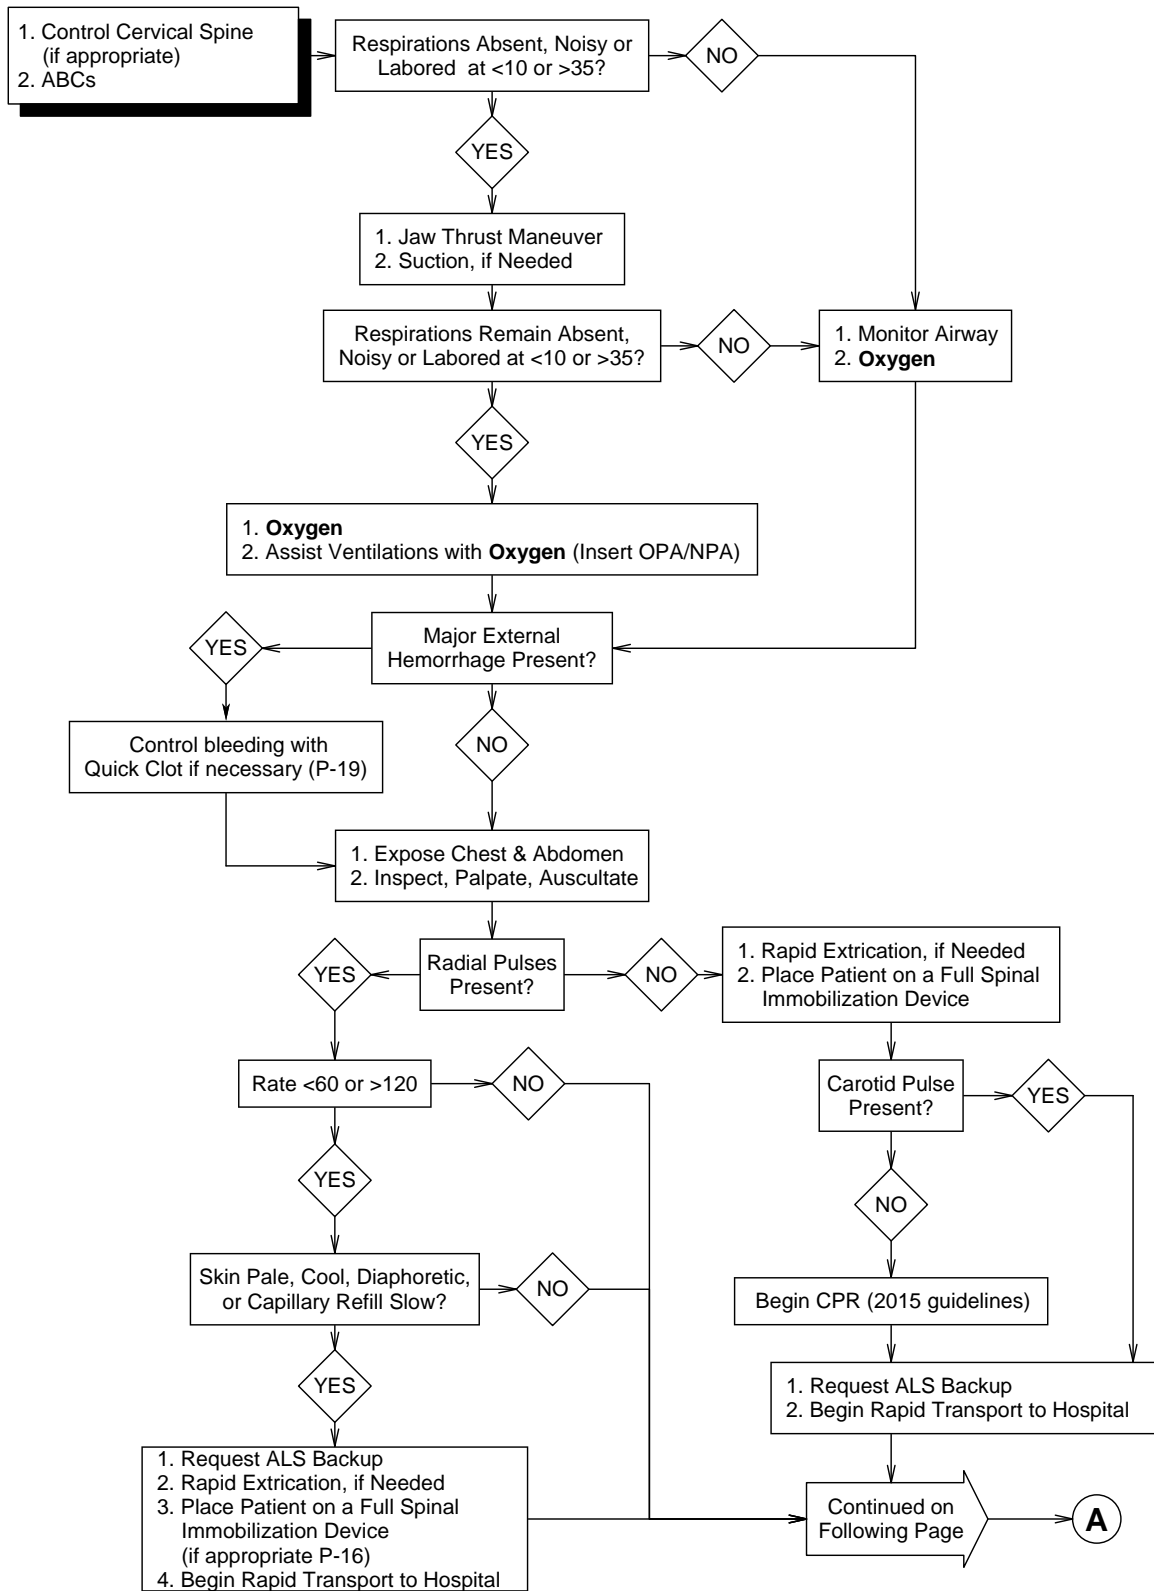 1. Control Cervical Spine
(if appropriate)
2. ABCs
Respirations Absent, Noisy or
Labored at <10 or >35?
NO
YES
1. Jaw Thrust Maneuver
2. Suction, if Needed
Respirations Remain Absent,
Noisy or Labored at <10 or >35?
NO
1. Monitor Airway
2. Oxygen
YES
1. Oxygen
2. Assist Ventilations with Oxygen (Insert OPA/NPA)
Major External
Hemorrhage Present?
YES
Control bleeding with
Quick Clot if necessary (P-19)
NO
1. Expose Chest & Abdomen
2. Inspect, Palpate, Auscultate
Radial Pulses
Present?
YES
NO
1. Rapid Extrication, if Needed
2. Place Patient on a Full Spinal
Immobilization Device
Rate <60 or >120
NO
Carotid Pulse
Present?
YES
YES
NO
Skin Pale, Cool, Diaphoretic,
or Capillary Refill Slow?
NO
Begin CPR (2015 guidelines)
YES
1. Request ALS Backup
2. Begin Rapid Transport to Hospital
1. Request ALS Backup
2. Rapid Extrication, if Needed
3. Place Patient on a Full Spinal
Immobilization Device
(if appropriate P-16)
4. Begin Rapid Transport to Hospital
Continued on
Following Page
A